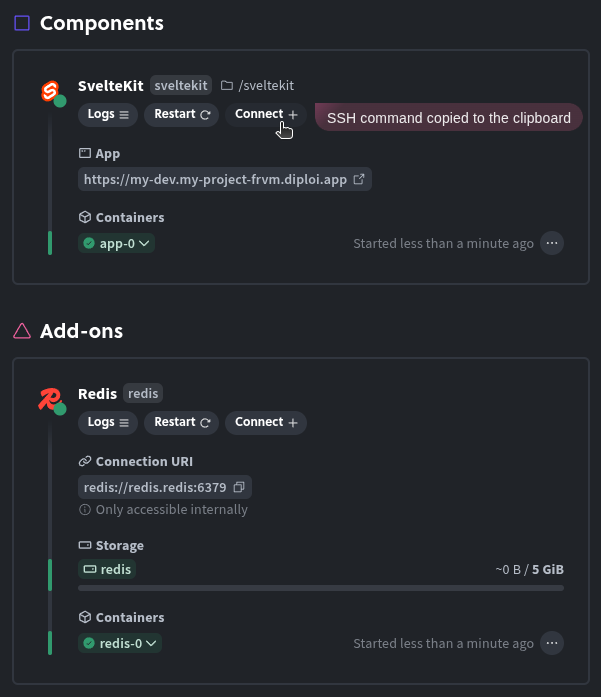 Components
SvelteKit sveltekit /sveltekit
Logs Restart Connect SSH command copied to the clipboard
App
https://my-dev.my-project-frvm.diploi.app
Containers
app-0 Started less than a minute ago
Add-ons
Redis redis
Logs Restart Connect
Connection URI
redis://redis.redis:6379
Only accessible internally
Storage
redis ~0 B / 5 GiB
Containers
redis-0 Started less than a minute ago